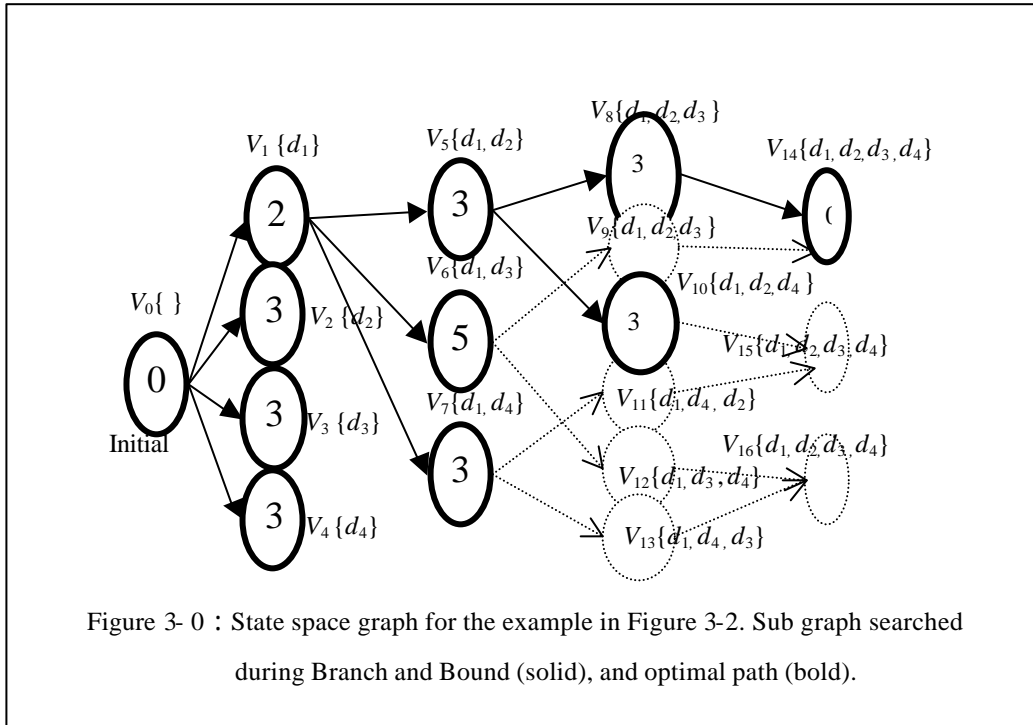 V8{d1, d2, d3 }
V1 {d1}
V5{d1, d2}
V14{d1, d2, d3 , d4}
3
2
3
V9{d1, d2, d3 }
V6{d1, d3}
V0{ }
V10{d1, d2, d4 }
3
V2 {d2}
3
5
V15{d1, d2, d3 , d4}
0
V7{d1, d4}
V11{d1, d4 , d2}
3
V3 {d3}
Initial
V16{d1, d2, d3, d4}
3
V12{d1, d3 , d4}
3
V4 {d4}
V13{d1, d4, d3}
Figure 3- 0：State space graph for the example in Figure 3-2. Sub graph searched
during Branch and Bound (solid), and optimal path (bold).